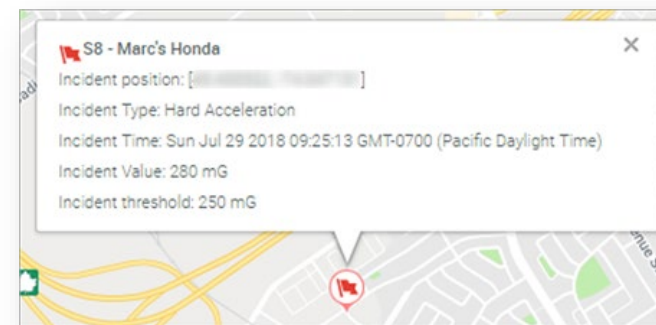 S8 - Marc's Honda
Incident position: [ ]
Incident Type: Hard Acceleration
Incident Time: Sun Jul 29 2018 09:25:13 GMT-0700 (Pacific Daylight Time)
Incident Value: 280 mG
Incident threshold: 250 mG